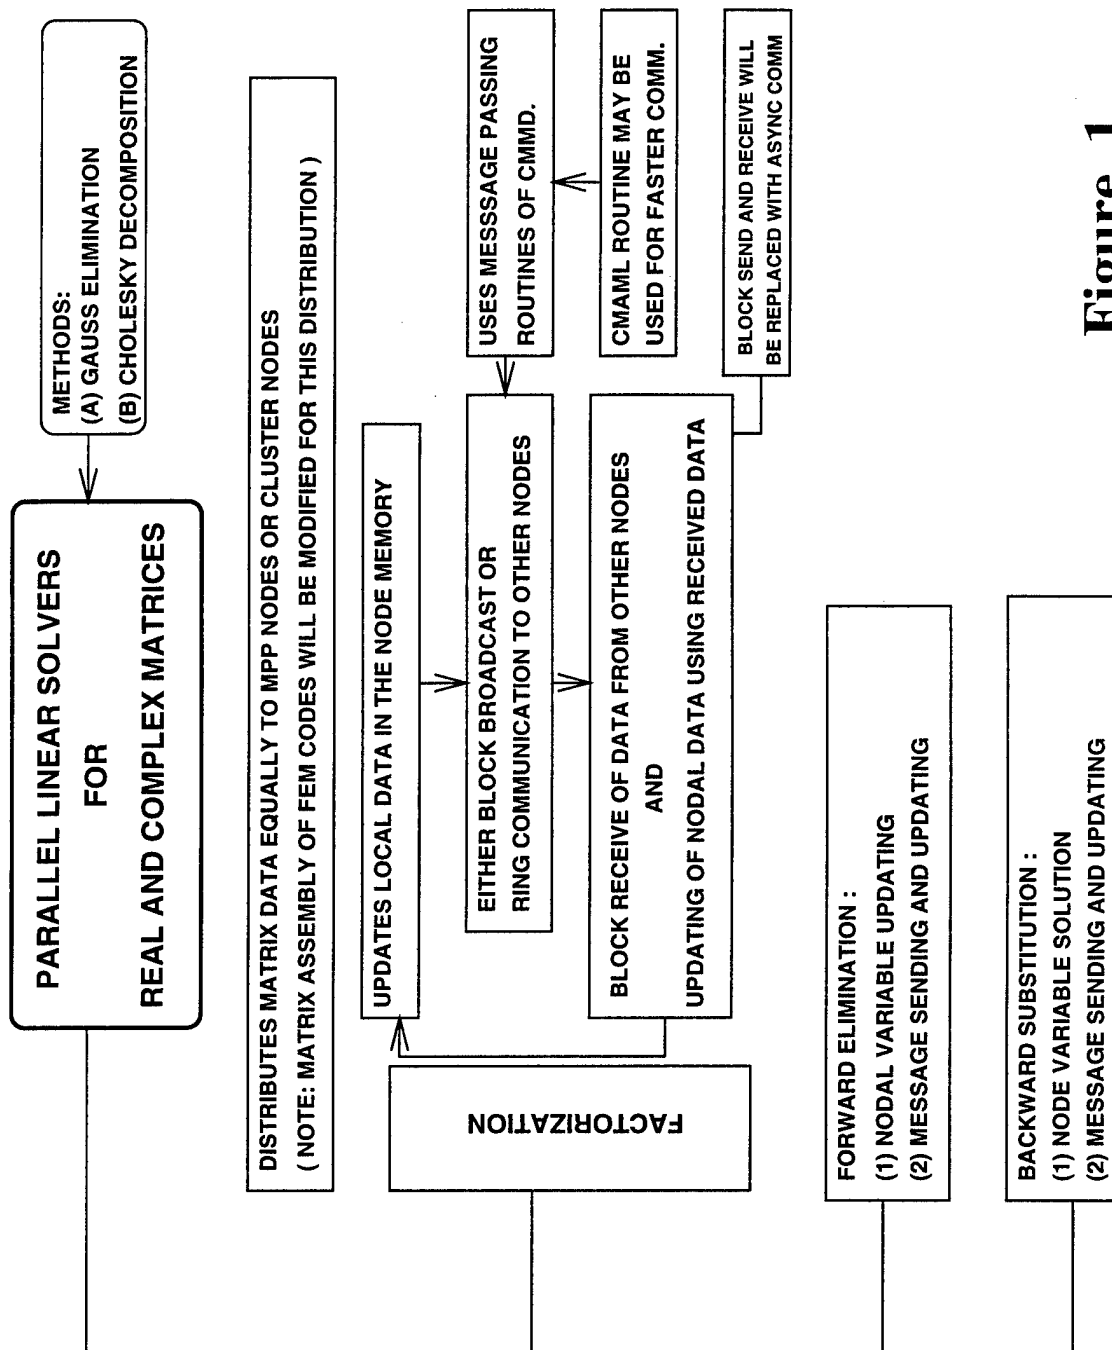 PARALLEL LINEAR SOLVERS
FOR
REAL AND COMPLEX MATRICES
METHODS:
(A) GAUSS ELIMINATION
(B) CHOLESKY DECOMPOSITION
DISTRIBUTES MATRIX DATA EQUALLY TO MPP NODES OR CLUSTER NODES
( NOTE: MATRIX ASSEMBLY OF FEM CODES WILL BE MODIFIED FOR THIS DISTRIBUTION )
FACTORIZATION
UPDATES LOCAL DATA IN THE NODE MEMORY
EITHER BLOCK BROADCAST OR
RING COMMUNICATION TO OTHER NODES
USES MESSAGE PASSING
ROUTINES OF CMMD.
CMAML ROUTINE MAY BE
USED FOR FASTER COMM.
BLOCK RECEIVE OF DATA FROM OTHER NODES
AND
UPDATING OF NODAL DATA USING RECEIVED DATA
BLOCK SEND AND RECEIVE WILL
BE REPLACED WITH ASYNC COMM
FORWARD ELIMINATION :
(1) NODAL VARIABLE UPDATING
(2) MESSAGE SENDING AND UPDATING
BACKWARD SUBSTITUTION :
(1) NODE VARIABLE SOLUTION
(2) MESSAGE SENDING AND UPDATING
Figure 1